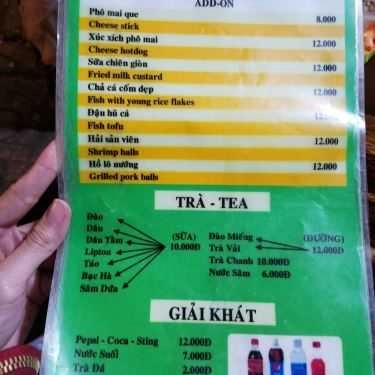 ADD-ON
Phô mai que 8.000
Cheese stick
Xúc xích phô mai 12.000
Cheese hotdog
Sữa chiên giòn 12.000
Fried milk custard
Chả cá cốm dẹp 12.000
Fish with young rice flakes
Đậu hủ cá 12.000
Fish tofu
Hải sản viên 12.000
Shrimp balls
Hồ lô nướng 12.000
Grilled pork balls
TRÀ - TEA
Đào
Dâu
Dâu Tằm
Lipton
Táo
Bạc Hà
Sâm Dứa
(SỮA)
10.000Đ
Đào Miếng
Trà Vải
(ĐƯỜNG)
12.000Đ
Trà Chanh 10.000Đ
Nước Sâm 6.000Đ
GIẢI KHÁT
Pepsi - Coca - Sting 12.000Đ
Nước Suối 7.000Đ
Trà Đá 2.000Đ